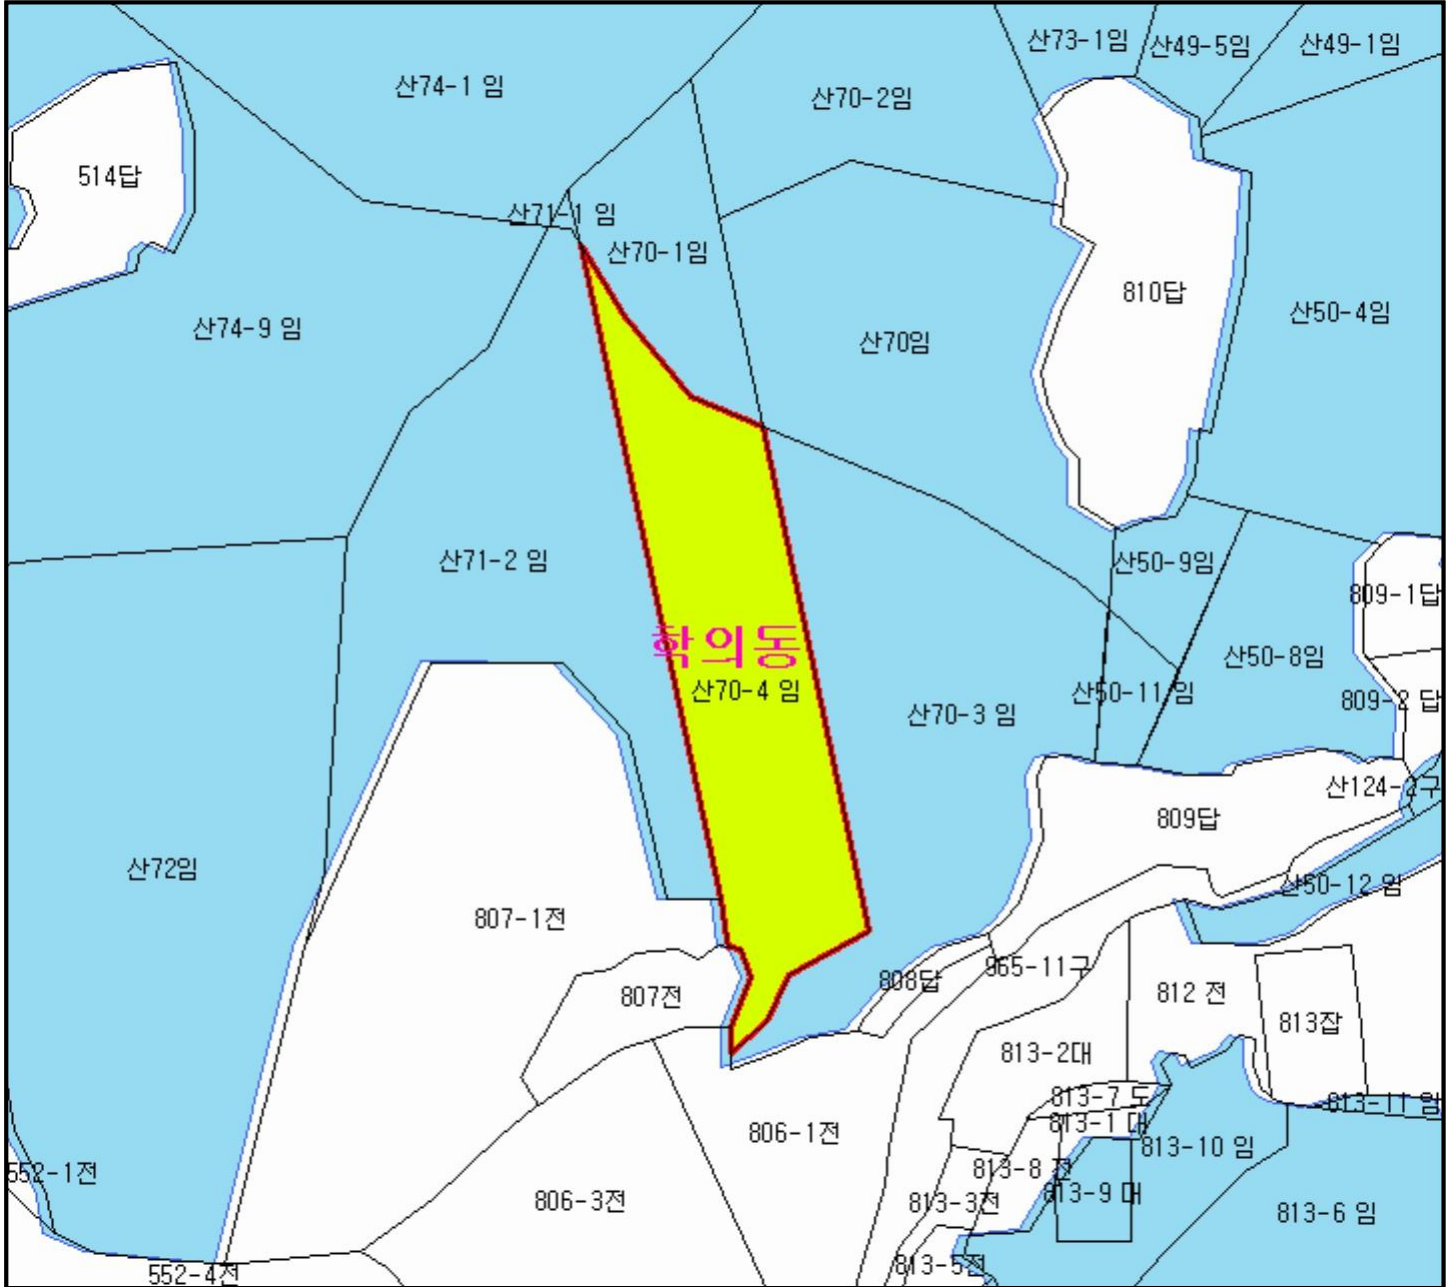 산73-1임
산49-5임
산49-1임
산74-1 임
산70-2임
514답
산71-1 임
산70-1임
810답
산74-9 임
산70임
산50-4임
산71-2 임
산50-9임
809-1답
학의동
산50-8임
산70-4 임
산50-11 임
809-2 답
산70-3 임
산124-2구
809답
산72임
산50-12 임
807-1전
965-11구
808답
807전
812 전
813잡
813-2대
813-7 도
813-11 임
813-1 대
806-1전
813-10 임
552-1전
813-8 전
813-9 대
806-3전
813-3전
813-6 임
813-5전
552-4전